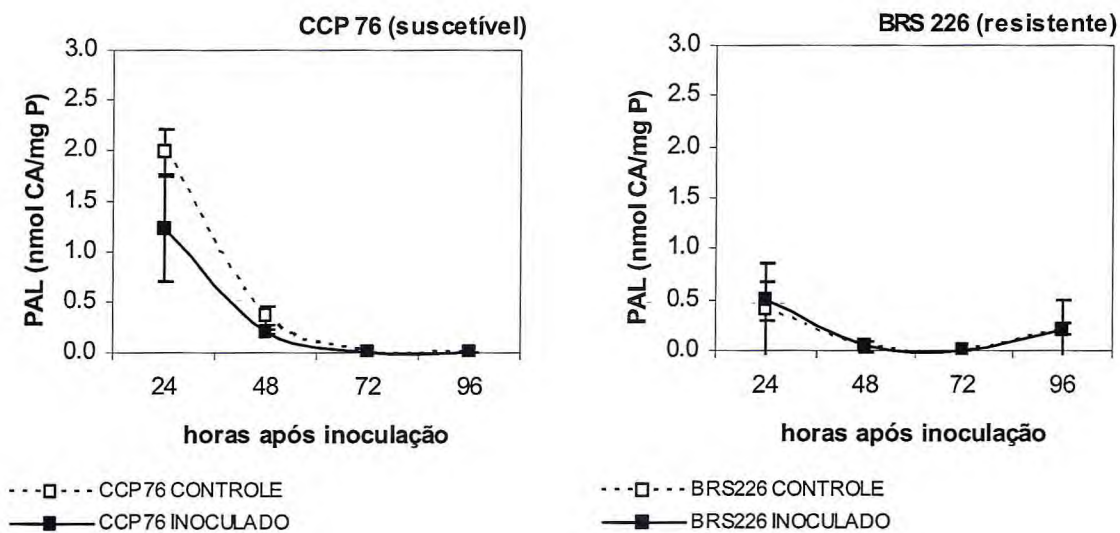 CCP 76 (suscetível)
PAL (nmol CA/mg P)
3.0
2.5
2.0
1.5
1.0
0.5
0.0
24 48 72 96
horas após inoculação
CCP76 CONTROLE
CCP76 INOCULADO
BRS 226 (resistente)
PAL (nmol CA/mg P)
3.0
2.5
2.0
1.5
1.0
0.5
0.0
24 48 72 96
horas após inoculação
BRS226 CONTROLE
BRS226 INOCULADO